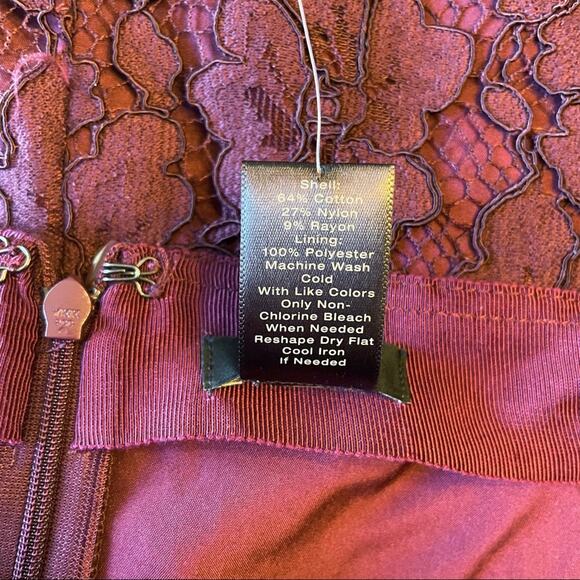 Shell:
64% Cotton
27% Nylon
9% Rayon
Lining:
100% Polyester
Machine Wash
Cold
With Like Colors
Only Non-
Chlorine Bleach
When Needed
Reshape Dry Flat
Cool Iron
If Needed